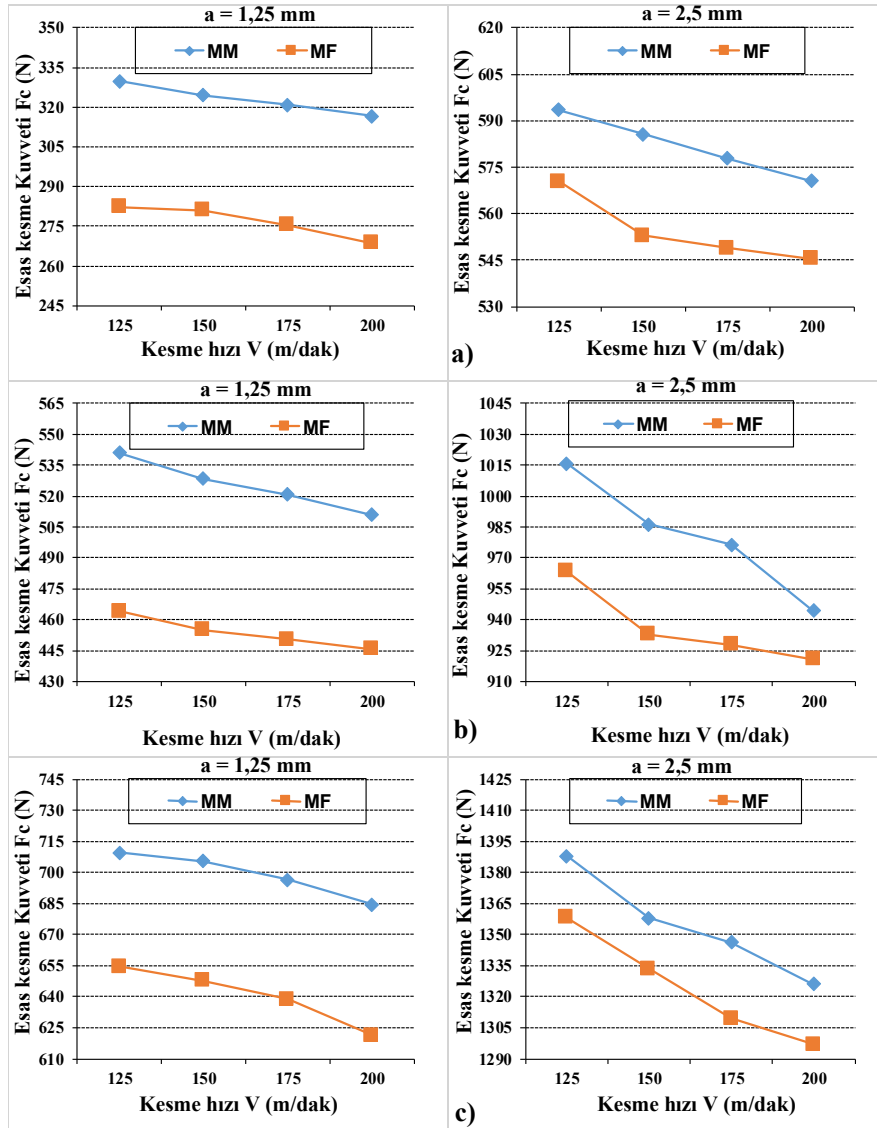 a = 1,25 mm
MM MF
Esas kesme Kuvveti Fc (N)
350
335
320
305
290
275
260
245
125 150 175 200
Kesme hızı V (m/dak)
a = 2,5 mm
MM MF
Esas kesme Kuvveti Fc (N)
620
605
590
575
560
545
530
125 150 175 200
Kesme hızı V (m/dak)
a)
a = 1,25 mm
MM MF
Esas kesme Kuvveti Fc (N)
565
550
535
520
505
490
475
460
445
430
125 150 175 200
Kesme hızı V (m/dak)
a = 2,5 mm
MM MF
Esas kesme Kuvveti Fc (N)
1045
1030
1015
1000
985
970
955
940
925
910
125 150 175 200
Kesme hızı V (m/dak)
b)
a = 1,25 mm
MM MF
Esas kesme Kuvveti Fc (N)
745
730
715
700
685
670
655
640
625
610
125 150 175 200
Kesme hızı V (m/dak)
a = 2,5 mm
MM MF
Esas kesme Kuvveti Fc (N)
1425
1410
1395
1380
1365
1350
1335
1320
1305
1290
125 150 175 200
Kesme hızı V (m/dak)
c)